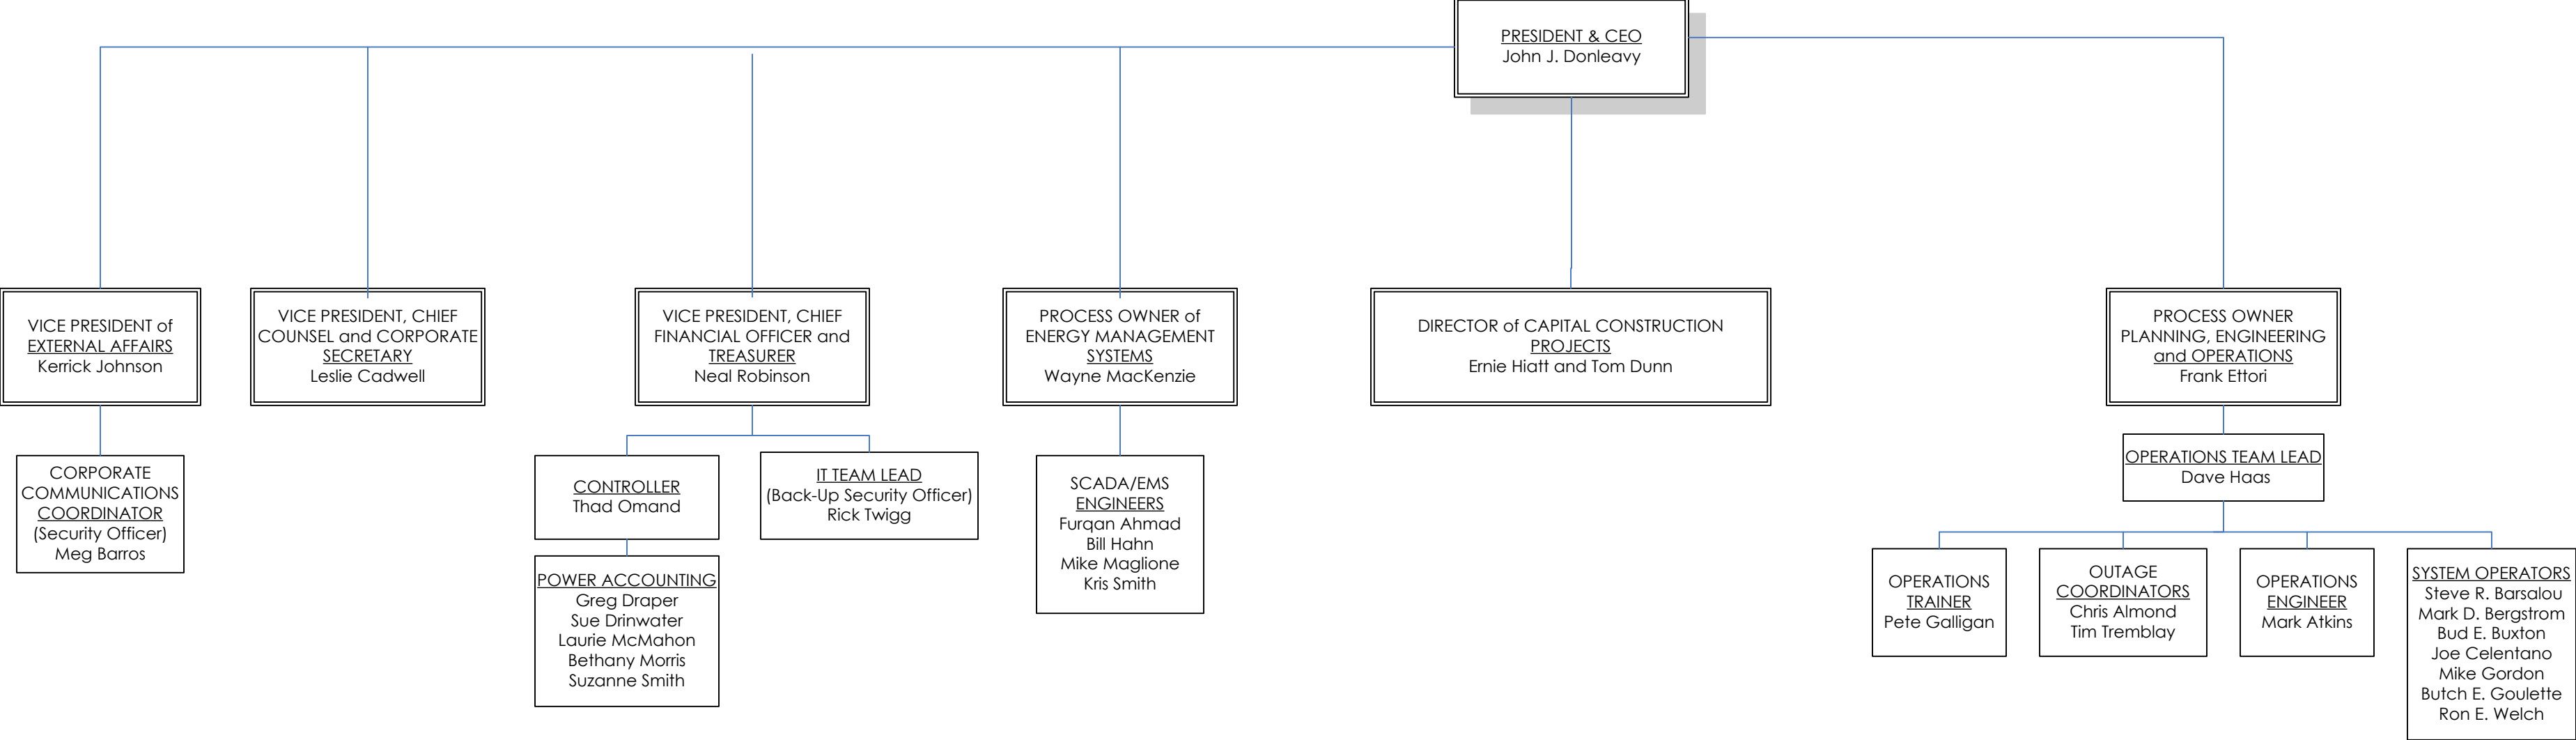 PRESIDENT & CEO
John J. Donleavy
VICE PRESIDENT of
EXTERNAL AFFAIRS
Kerrick Johnson
VICE PRESIDENT, CHIEF
COUNSEL and CORPORATE
SECRETARY
Leslie Cadwell
VICE PRESIDENT, CHIEF
FINANCIAL OFFICER and
TREASURER
Neal Robinson
PROCESS OWNER of
ENERGY MANAGEMENT
SYSTEMS
Wayne MacKenzie
DIRECTOR of CAPITAL CONSTRUCTION
PROJECTS
Ernie Hiatt and Tom Dunn
PROCESS OWNER
PLANNING, ENGINEERING
and OPERATIONS
Frank Ettori
CORPORATE
COMMUNICATIONS
COORDINATOR
(Security Officer)
Meg Barros
CONTROLLER
Thad Omand
IT TEAM LEAD
(Back-Up Security Officer)
Rick Twigg
SCADA/EMS
ENGINEERS
Furqan Ahmad
Bill Hahn
Mike Maglione
Kris Smith
OPERATIONS TEAM LEAD
Dave Haas
POWER ACCOUNTING
Greg Draper
Sue Drinwater
Laurie McMahon
Bethany Morris
Suzanne Smith
OPERATIONS
TRAINER
Pete Galligan
OUTAGE
COORDINATORS
Chris Almond
Tim Tremblay
OPERATIONS
ENGINEER
Mark Atkins
SYSTEM OPERATORS
Steve R. Barsalou
Mark D. Bergstrom
Bud E. Buxton
Joe Celentano
Mike Gordon
Butch E. Goulette
Ron E. Welch